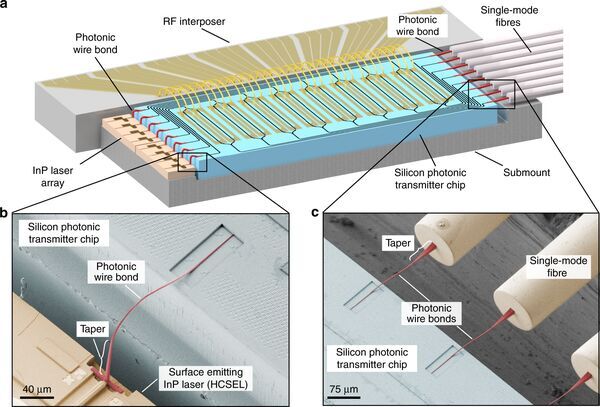 a
RF interposer
Photonic
wire bond
Photonic
wire bond
Single-mode
fibres
InP laser
array
Silicon photonic
transmitter chip
Submount
b
Silicon photonic
transmitter chip
Photonic
wire bond
Taper
Surface emitting
InP laser (HCSEL)
40 μm
c
Taper
Single-mode
fibre
Photonic
wire bonds
Silicon photonic
transmitter chip
75 μm